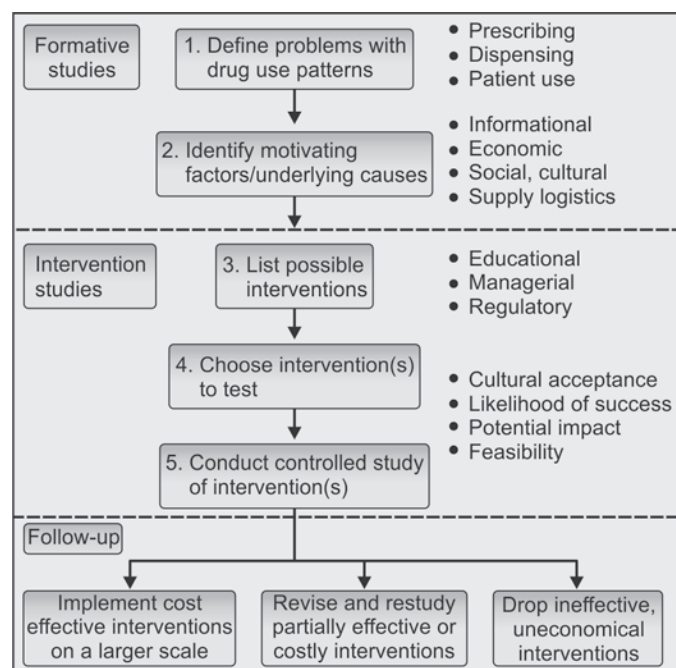 Formative
studies
1. Define problems with
drug use patterns
• Prescribing
• Dispensing
• Patient use
2. Identify motivating
factors/underlying causes
• Informational
• Economic
• Social, cultural
• Supply logistics
Intervention
studies
3. List possible
interventions
• Educational
• Managerial
• Regulatory
4. Choose intervention(s)
to test
• Cultural acceptance
• Likelihood of success
• Potential impact
• Feasibility
5. Conduct controlled study
of intervention(s)
Follow-up
Implement cost
effective interventions
on a larger scale
Revise and restudy
partially effective or
costly interventions
Drop ineffective,
uneconomical
interventions